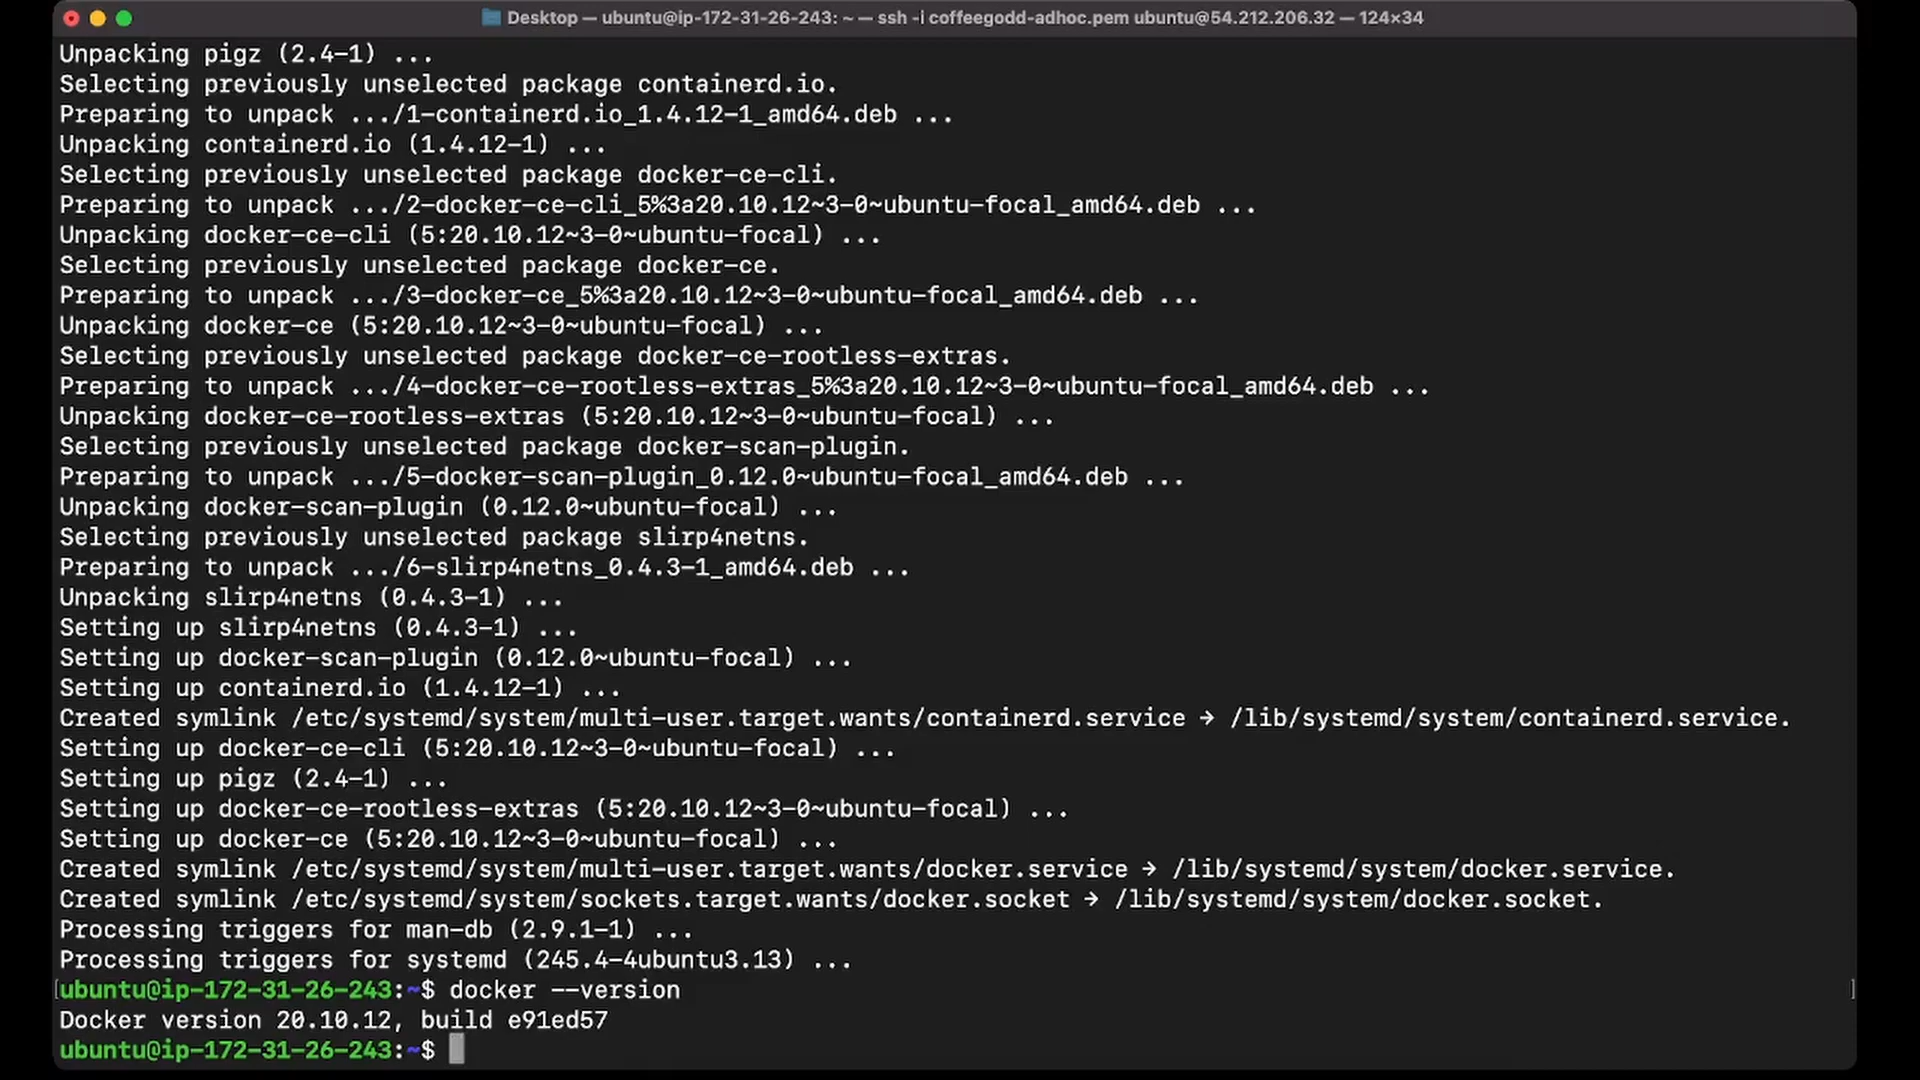 Desktop — ubuntu@ip-172-31-26-243: ~ — ssh -i coffeegodd-adhoc.pem ubuntu@54.212.206.32 — 124×34
Unpacking pigz (2.4-1) ...
Selecting previously unselected package containerd.io.
Preparing to unpack .../1-containerd.io_1.4.12-1_amd64.deb ...
Unpacking containerd.io (1.4.12-1) ...
Selecting previously unselected package docker-ce-cli.
Preparing to unpack .../2-docker-ce-cli_5%3a20.10.12~3-0~ubuntu-focal_amd64.deb ...
Unpacking docker-ce-cli (5:20.10.12~3-0~ubuntu-focal) ...
Selecting previously unselected package docker-ce.
Preparing to unpack .../3-docker-ce_5%3a20.10.12~3-0~ubuntu-focal_amd64.deb ...
Unpacking docker-ce (5:20.10.12~3-0~ubuntu-focal) ...
Selecting previously unselected package docker-ce-rootless-extras.
Preparing to unpack .../4-docker-ce-rootless-extras_5%3a20.10.12~3-0~ubuntu-focal_amd64.deb ...
Unpacking docker-ce-rootless-extras (5:20.10.12~3-0~ubuntu-focal) ...
Selecting previously unselected package docker-scan-plugin.
Preparing to unpack .../5-docker-scan-plugin_0.12.0~ubuntu-focal_amd64.deb ...
Unpacking docker-scan-plugin (0.12.0~ubuntu-focal) ...
Selecting previously unselected package slirp4netns.
Preparing to unpack .../6-slirp4netns_0.4.3-1_amd64.deb ...
Unpacking slirp4netns (0.4.3-1) ...
Setting up slirp4netns (0.4.3-1) ...
Setting up docker-scan-plugin (0.12.0~ubuntu-focal) ...
Setting up containerd.io (1.4.12-1) ...
Created symlink /etc/systemd/system/multi-user.target.wants/containerd.service → /lib/systemd/system/containerd.service.
Setting up docker-ce-cli (5:20.10.12~3-0~ubuntu-focal) ...
Setting up pigz (2.4-1) ...
Setting up docker-ce-rootless-extras (5:20.10.12~3-0~ubuntu-focal) ...
Setting up docker-ce (5:20.10.12~3-0~ubuntu-focal) ...
Created symlink /etc/systemd/system/multi-user.target.wants/docker.service → /lib/systemd/system/docker.service.
Created symlink /etc/systemd/system/sockets.target.wants/docker.socket → /lib/systemd/system/docker.socket.
Processing triggers for man-db (2.9.1-1) ...
Processing triggers for systemd (245.4-4ubuntu3.13) ...
[ubuntu@ip-172-31-26-243:~$ docker --version ]
Docker version 20.10.12, build e91ed57
ubuntu@ip-172-31-26-243:~$